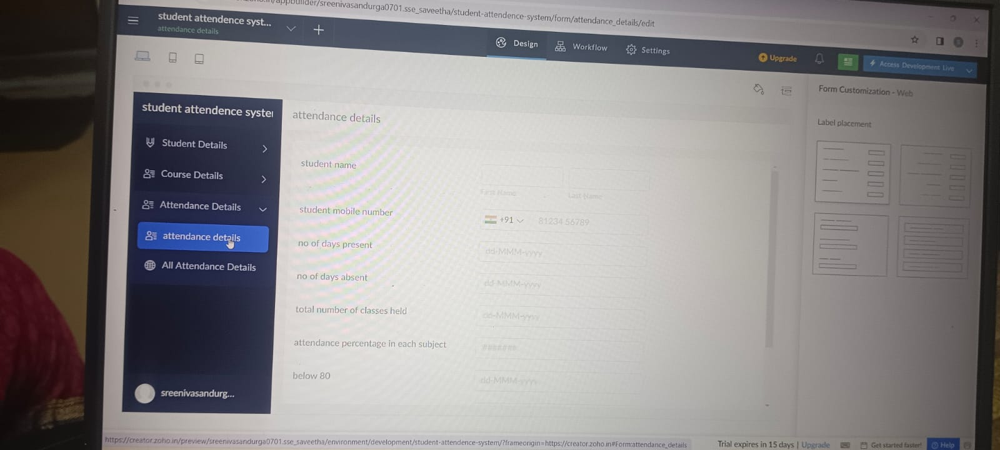 appbuilder/sreenivasandurga0701.sse_saveetha/student-attendence-system/form/attendance_details/edit
student attendence syst...
attendance details
Design
Workflow
Settings
Upgrade
Access Development Live
student attendence syster
Student Details
Course Details
Attendance Details
attendance details
All Attendance Details
sreenivasandurg...
attendance details
student name
First Name
Last Name
student mobile number
+91
81234 56789
no of days present
dd-MMM-yyyy
no of days absent
dd-MMM-yyyy
total number of classes held
dd-MMM-yyyy
attendance percentage in each subject
#######
below 80
dd-MMM-yyyy
Form Customization - Web
Label placement
https://creator.zoho.in/preview/sreenivasandurga0701.sse_saveetha/environment/development/student-attendence-system/?frameorigin=https://creator.zoho.in#Form:attendance_details
Trial expires in 15 days | Upgrade
Get started faster!
Help